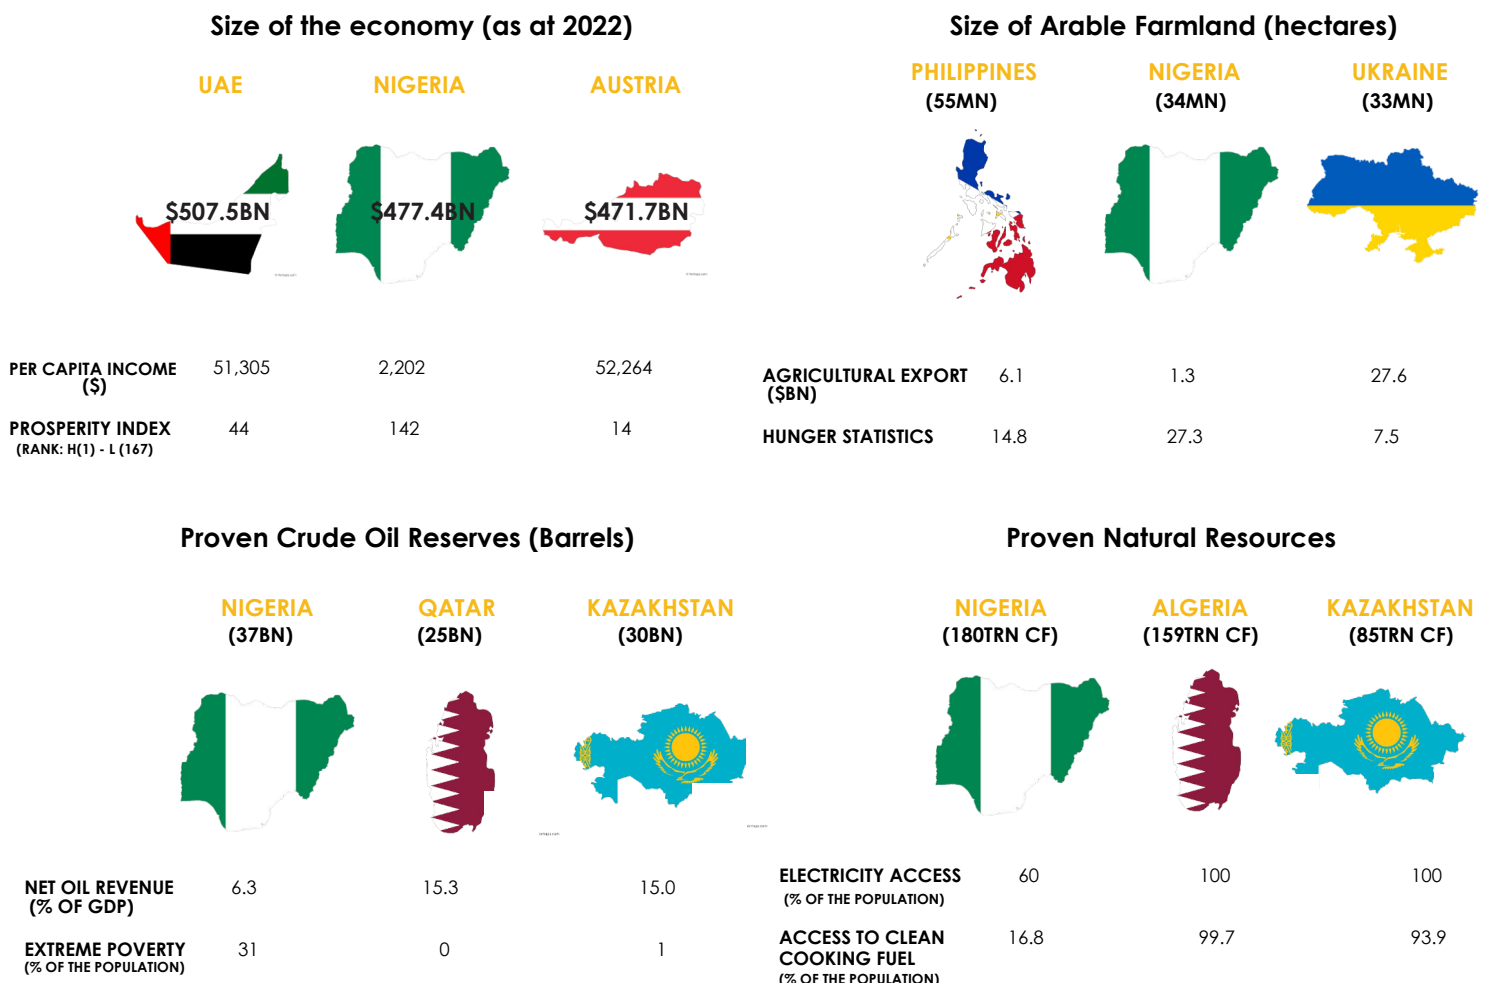 Size of the economy (as at 2022)
UAE NIGERIA AUSTRIA
$507.5BN $477.4BN $471.7BN
PER CAPITA INCOME 51,305 2,202 52,264
($)
PROSPERITY INDEX 44 142 14
(RANK: H(1) - L (167)
Size of Arable Farmland (hectares)
PHILIPPINES NIGERIA UKRAINE
(55MN) (34MN) (33MN)
AGRICULTURAL EXPORT 6.1 1.3 27.6
($BN)
HUNGER STATISTICS 14.8 27.3 7.5
Proven Crude Oil Reserves (Barrels)
NIGERIA QATAR KAZAKHSTAN
(37BN) (25BN) (30BN)
NET OIL REVENUE 6.3 15.3 15.0
(% OF GDP)
EXTREME POVERTY 31 0 1
(% OF THE POPULATION)
Proven Natural Resources
NIGERIA ALGERIA KAZAKHSTAN
(180TRN CF) (159TRN CF) (85TRN CF)
ELECTRICITY ACCESS 60 100 100
(% OF THE POPULATION)
ACCESS TO CLEAN 16.8 99.7 93.9
COOKING FUEL
(% OF THE POPULATION)